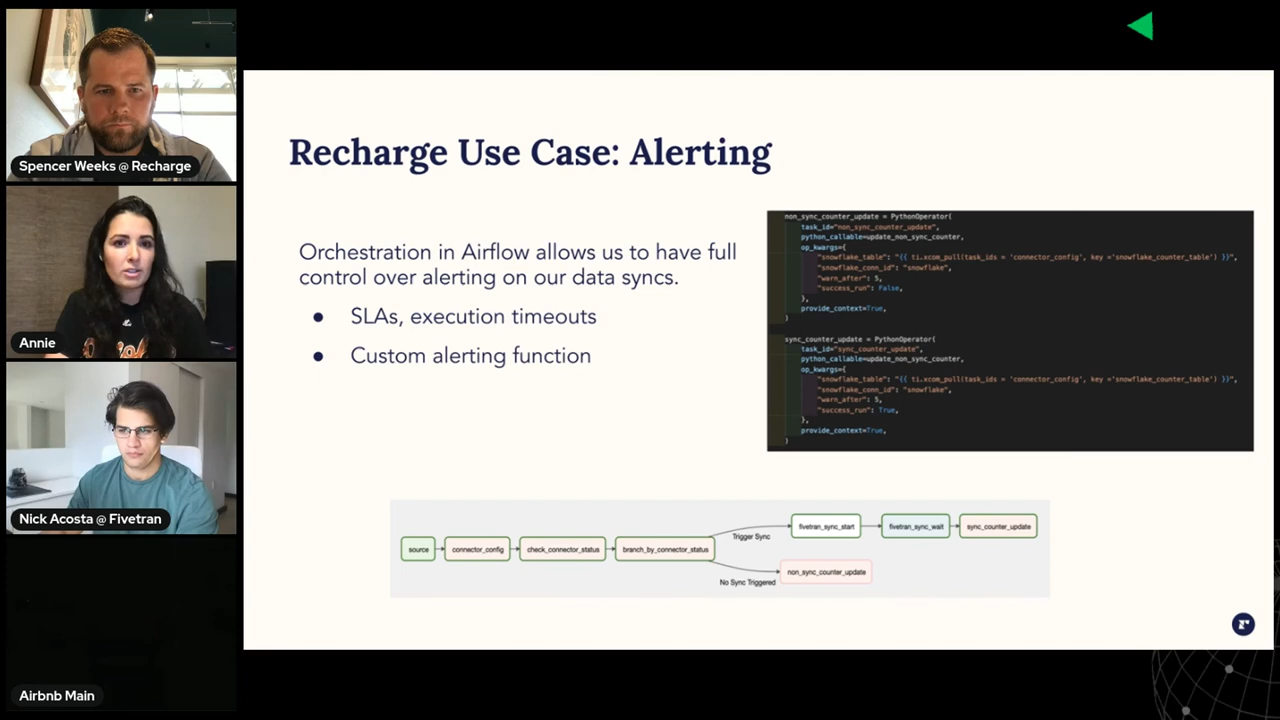 Spencer Weeks @ Recharge
Annie
Nick Acosta @ Fivetran
Airbnb Main
Recharge Use Case: Alerting
Orchestration in Airflow allows us to have full
control over alerting on our data syncs.
● SLAs, execution timeouts
● Custom alerting function
non_sync_counter_update = PythonOperator(
task_id="non_sync_counter_update",
python_callable=update_non_sync_counter,
op_kwargs={
"snowflake_table": "{{ ti.xcom_pull(task_ids = 'connector_config', key ='snowflake_counter_table') }}",
"snowflake_conn_id": "snowflake",
"warn_after": 5,
"success_run": False,
},
provide_context=True,
)
sync_counter_update = PythonOperator(
task_id="sync_counter_update",
python_callable=update_non_sync_counter,
op_kwargs={
"snowflake_table": "{{ ti.xcom_pull(task_ids = 'connector_config', key ='snowflake_counter_table') }}",
"snowflake_conn_id": "snowflake",
"warn_after": 5,
"success_run": True,
},
provide_context=True,
)
source
connector_config
check_connector_status
branch_by_connector_status
Trigger Sync
fivetran_sync_start
fivetran_sync_wait
sync_counter_update
No Sync Triggered
non_sync_counter_update